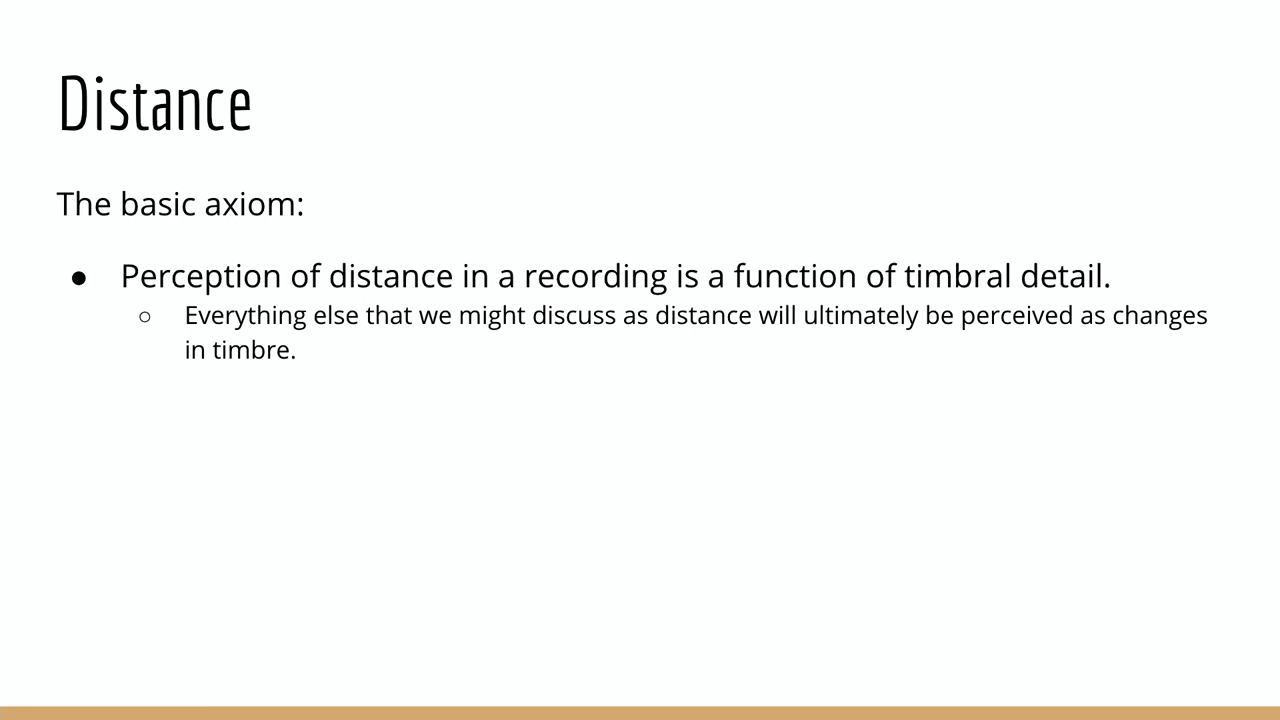 Distance
The basic axiom:
● Perception of distance in a recording is a function of timbral detail.
○ Everything else that we might discuss as distance will ultimately be perceived as changes
in timbre.